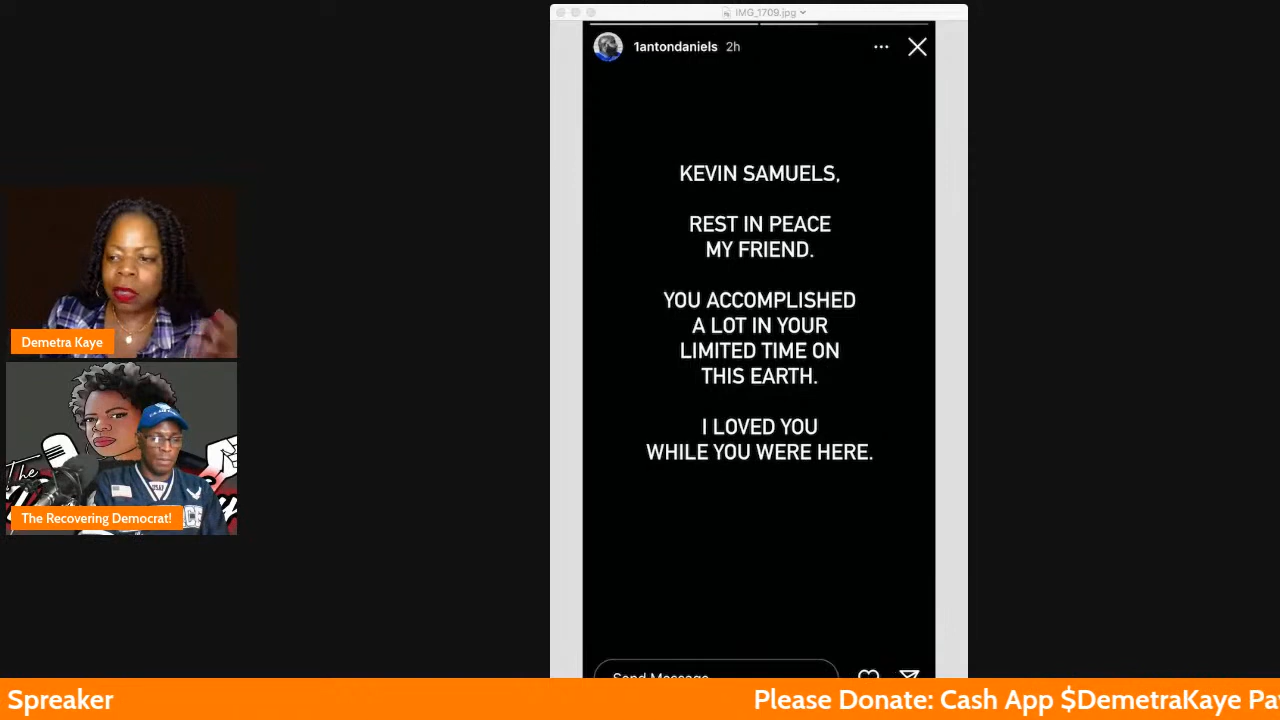 IMG_1709.jpg
1antondaniels 2h
KEVIN SAMUELS,
REST IN PEACE
MY FRIEND.
YOU ACCOMPLISHED
A LOT IN YOUR
LIMITED TIME ON
THIS EARTH.
I LOVED YOU
WHILE YOU WERE HERE.
Send Message
Demetra Kaye
The
The Recovering Democrat!
Spreaker
Please Donate: Cash App $DemetraKaye